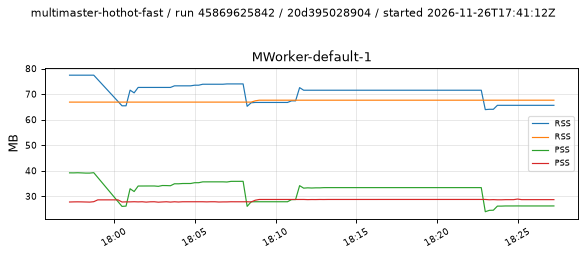 multimaster-hothot-fast / run 45869625842 / 20d395028904 / started 2026-11-26T17:41:12Z
MWorker-default-1
MB
80
70
60
50
40
30
RSS
RSS
PSS
PSS
18:00
18:05
18:10
18:15
18:20
18:25